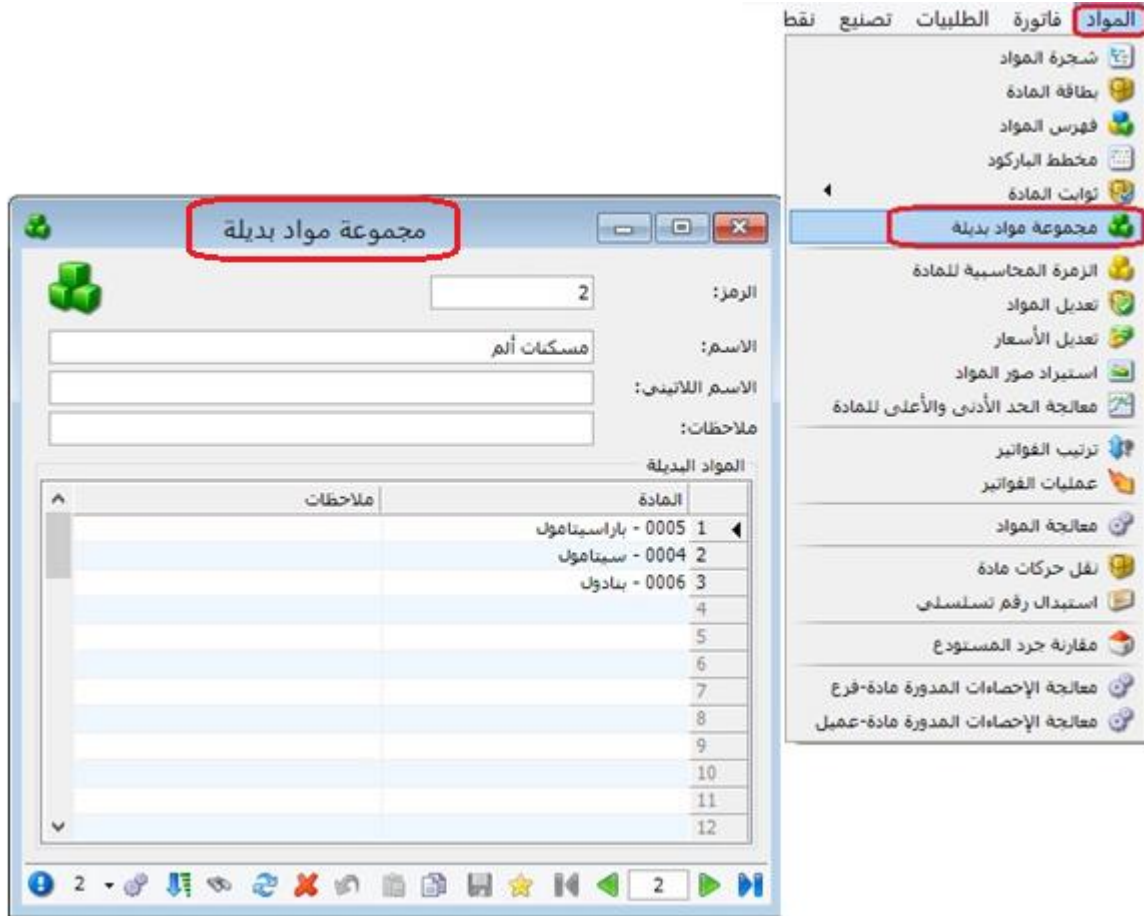 المواد فاتورة الطلبيات تصنيع نقط
شجرة المواد
بطاقة المادة
فهرس المواد
مخطط الباركود
ثوابت المادة
مجموعة مواد بديلة
الزمرة المحاسبية للمادة
تعديل المواد
تعديل الأسعار
استيراد صور المواد
معالجة الحد الأدنى والأعلى للمادة
ترتيب الفواتير
عمليات الفواتير
معالجة المواد
نقل حركات مادة
استبدال رقم تسلسلي
مقارنة جرد المستودع
معالجة الإحصاءات المدورة مادة-فرع
معالجة الإحصاءات المدورة مادة-عميل
مجموعة مواد بديلة
الرمز: 2
الاسم: مسكنات ألم
الاسم اللاتيني:
ملاحظات:
المواد البديلة
المادة ملاحظات
1 0005 - باراسيتامول
2 0004 - سيتامول
3 0006 - بنادول
4
5
6
7
8
9
10
11
12
2 2